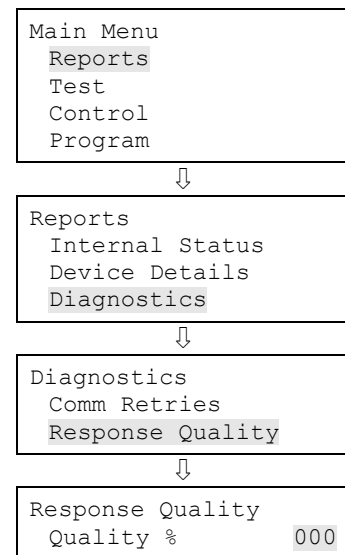 Main Menu
Reports
Test
Control
Program
⇩
Reports
Internal Status
Device Details
Diagnostics
⇩
Diagnostics
Comm Retries
Response Quality
⇩
Response Quality
Quality % 000